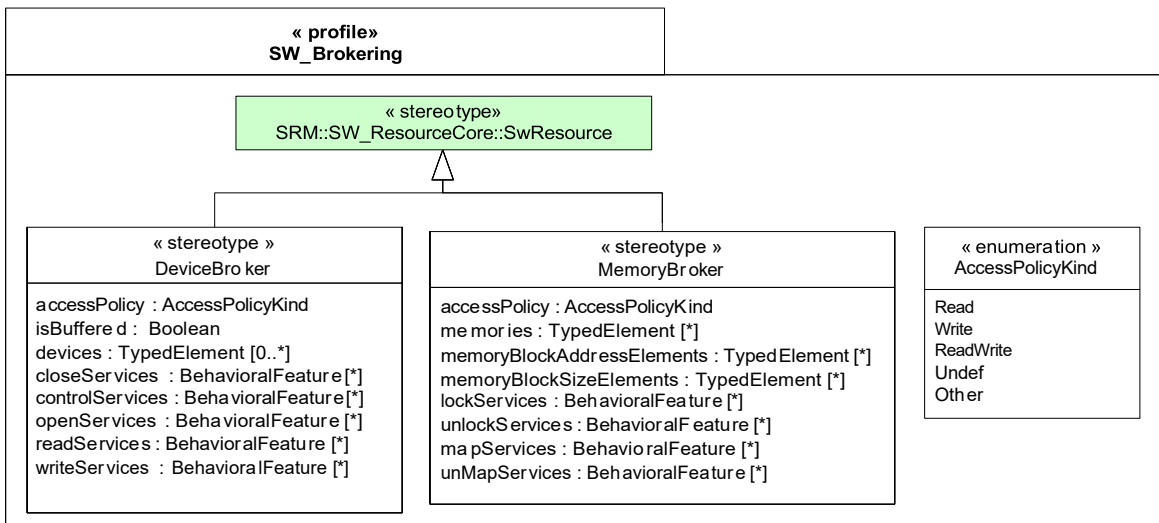 « profile»
SW_Brokering
« stereotype»
SRM::SW_ResourceCore::SwResource
« stereotype »
DeviceBroker
accessPolicy : AccessPolicyKind
isBuffered : Boolean
devices : TypedElement [0..*]
closeServices : BehavioralFeature [*]
controlServices : BehavioralFeature[*]
openServices : BehavioralFeature [*]
readServices : BehavioralFeature [*]
writeServices : BehavioralFeature [*]
« stereotype »
MemoryBroker
accessPolicy : AccessPolicyKind
memories : TypedElement [*]
memoryBlockAddressElements : TypedElement [*]
memoryBlockSizeElements : TypedElement [*]
lockServices : BehavioralFeature [*]
unlockServices : BehavioralFeature [*]
mapServices : BehavioralFeature [*]
unMapServices : BehavioralFeature [*]
« enumeration »
AccessPolicyKind
Read
Write
ReadWrite
Undef
Other